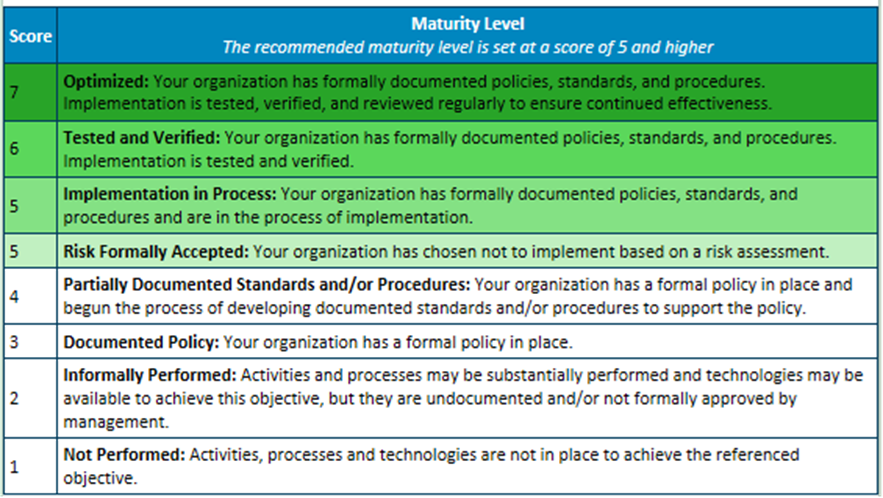 Score
Maturity Level
The recommended maturity level is set at a score of 5 and higher
7
Optimized: Your organization has formally documented policies, standards, and procedures.
Implementation is tested, verified, and reviewed regularly to ensure continued effectiveness.
6
Tested and Verified: Your organization has formally documented policies, standards, and procedures.
Implementation is tested and verified.
5
Implementation in Process: Your organization has formally documented policies, standards, and
procedures and are in the process of implementation.
5
Risk Formally Accepted: Your organization has chosen not to implement based on a risk assessment.
4
Partially Documented Standards and/or Procedures: Your organization has a formal policy in place and
begun the process of developing documented standards and/or procedures to support the policy.
3
Documented Policy: Your organization has a formal policy in place.
2
Informally Performed: Activities and processes may be substantially performed and technologies may be
available to achieve this objective, but they are undocumented and/or not formally approved by
management.
1
Not Performed: Activities, processes and technologies are not in place to achieve the referenced
objective.